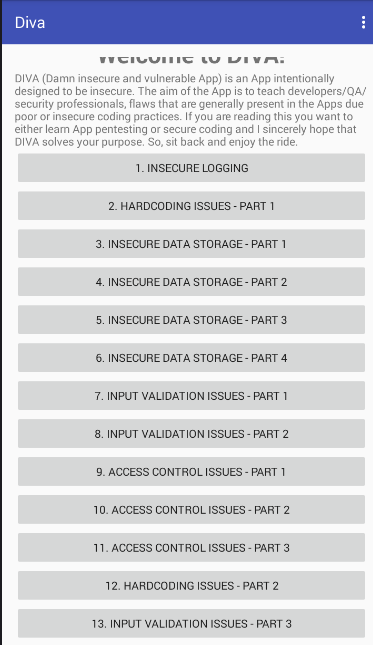 Diva
Welcome to DIVA!
DIVA (Damn insecure and vulnerable App) is an App intentionally
designed to be insecure. The aim of the App is to teach developers/QA/
security professionals, flaws that are generally present in the Apps due
poor or insecure coding practices. If you are reading this you want to
either learn App pentesting or secure coding and I sincerely hope that
DIVA solves your purpose. So, sit back and enjoy the ride.
1. INSECURE LOGGING
2. HARDCODING ISSUES - PART 1
3. INSECURE DATA STORAGE - PART 1
4. INSECURE DATA STORAGE - PART 2
5. INSECURE DATA STORAGE - PART 3
6. INSECURE DATA STORAGE - PART 4
7. INPUT VALIDATION ISSUES - PART 1
8. INPUT VALIDATION ISSUES - PART 2
9. ACCESS CONTROL ISSUES - PART 1
10. ACCESS CONTROL ISSUES - PART 2
11. ACCESS CONTROL ISSUES - PART 3
12. HARDCODING ISSUES - PART 2
13. INPUT VALIDATION ISSUES - PART 3